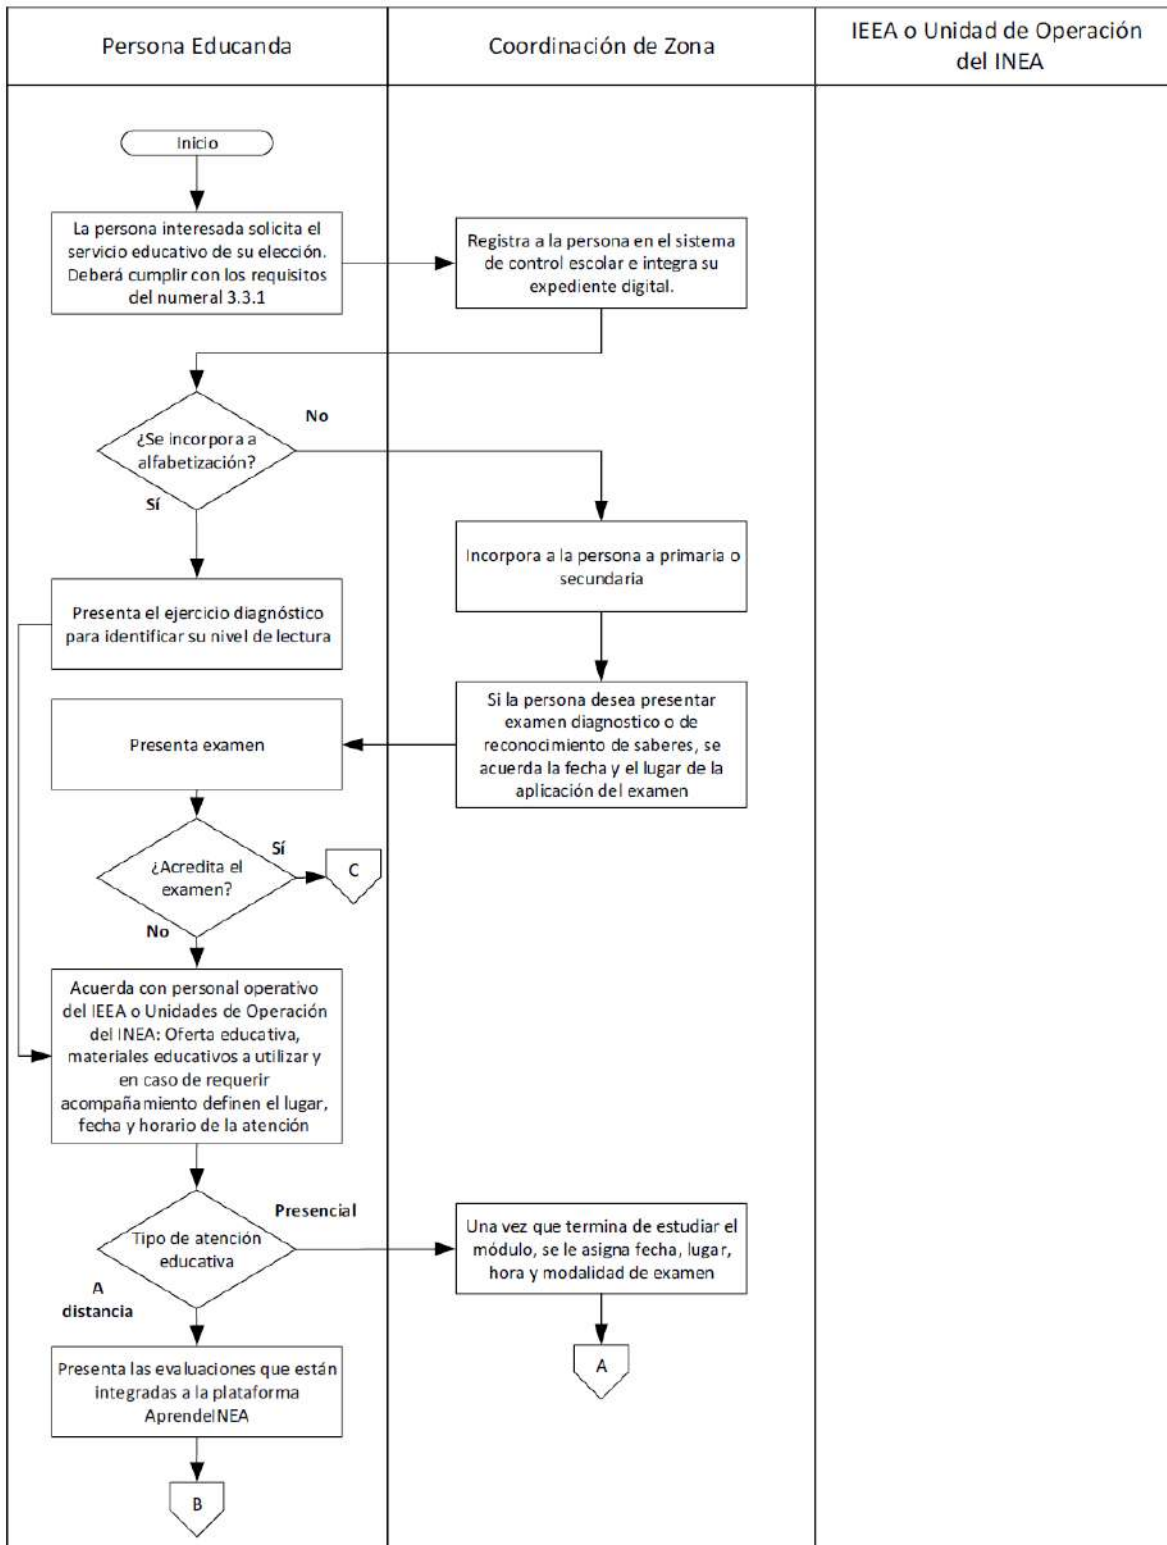 Persona Educanda
Coordinación de Zona
IEEA o Unidad de Operación
del INEA
Inicio
La persona interesada solicita el
servicio educativo de su elección.
Deberá cumplir con los requisitos
del numeral 3.3.1
Registra a la persona en el sistema
de control escolar e integra su
expediente digital.
¿Se incorpora a
alfabetización?
No
Sí
Incorpora a la persona a primaria o
secundaria
Presenta el ejercicio diagnóstico
para identificar su nivel de lectura
Si la persona desea presentar
examen diagnostico o de
reconocimiento de saberes, se
acuerda la fecha y el lugar de la
aplicación del examen
Presenta examen
¿Acredita el
examen?
Sí
C
No
Acuerda con personal operativo
del IEEA o Unidades de Operación
del INEA: Oferta educativa,
materiales educativos a utilizar y
en caso de requerir
acompañamiento definen el lugar,
fecha y horario de la atención
Tipo de atención
educativa
Presencial
Una vez que termina de estudiar el
módulo, se le asigna fecha, lugar,
hora y modalidad de examen
A
A
distancia
Presenta las evaluaciones que están
integradas a la plataforma
AprendeINEA
B